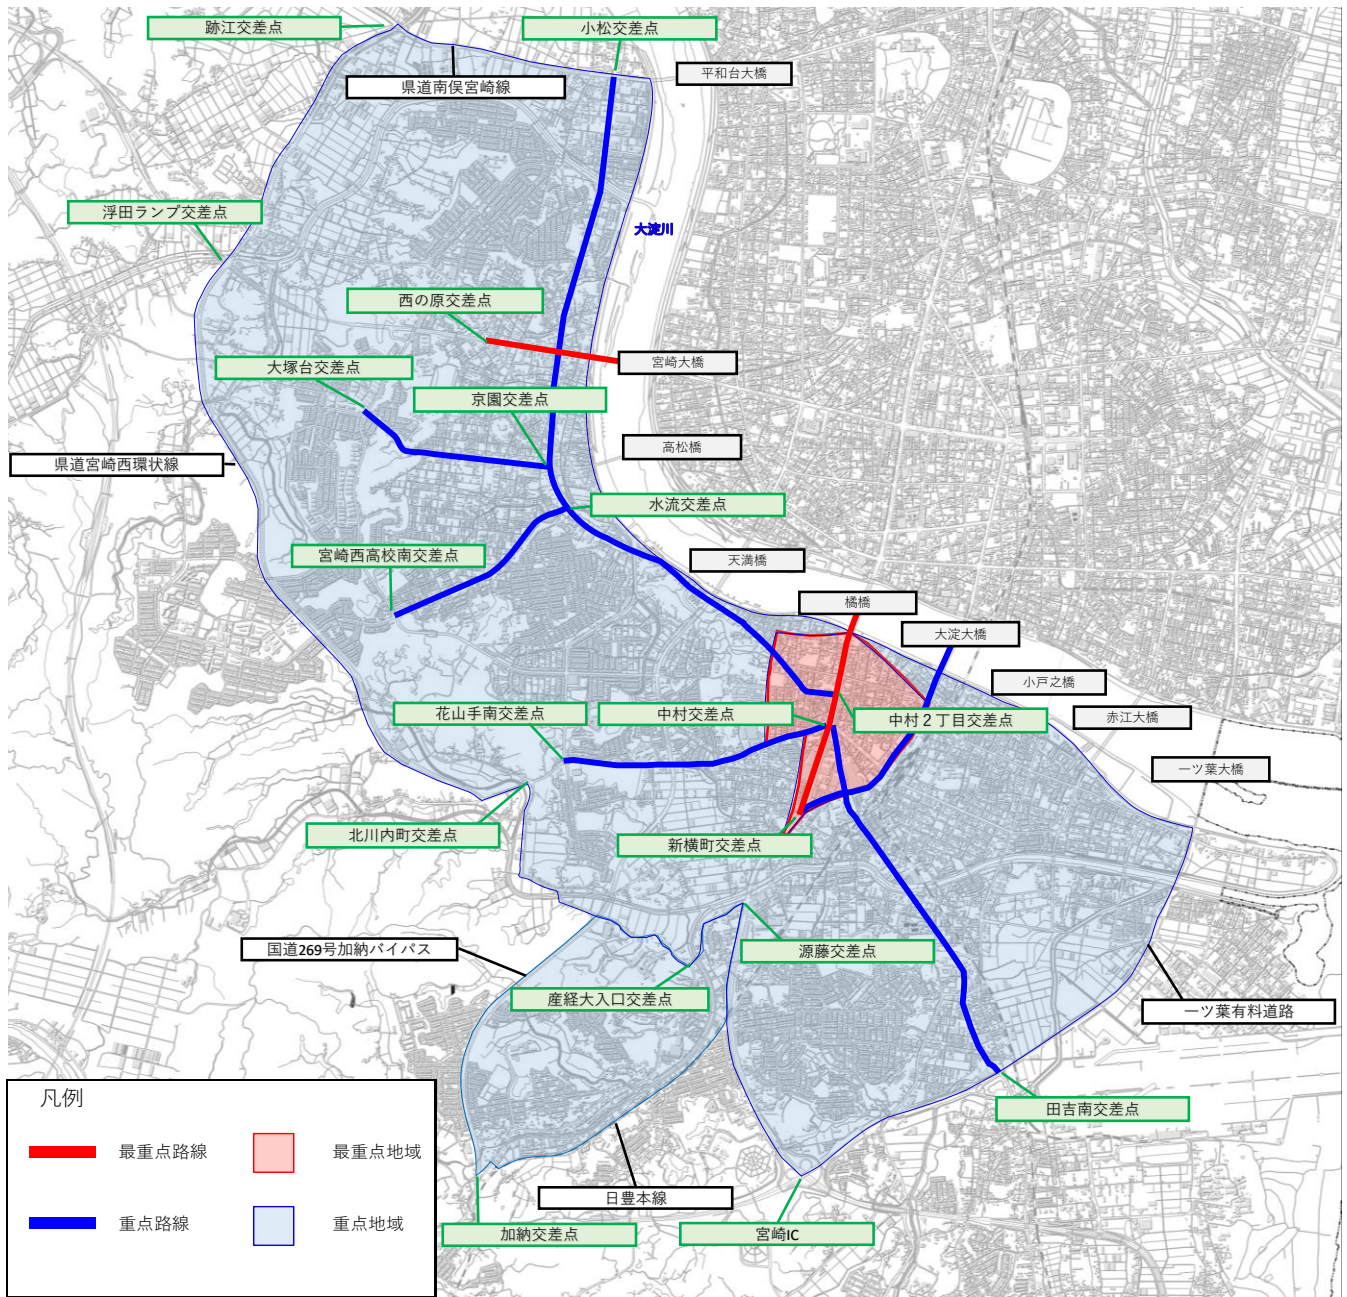 跡江交差点
小松交差点
県道南俣宮崎線
平和台大橋
浮田ランプ交差点
大淀川
西の原交差点
宮崎大橋
大塚台交差点
京園交差点
高松橋
県道宮崎西環状線
水流交差点
宮崎西高校南交差点
天満橋
橘橋
大淀大橋
小戸之橋
花山手南交差点
中村交差点
中村２丁目交差点
赤江大橋
一ツ葉大橋
北川内町交差点
新横町交差点
国道269号加納バイパス
源藤交差点
産経大入口交差点
一ツ葉有料道路
田吉南交差点
日豊本線
加納交差点
宮崎IC
凡例
最重点路線
最重点地域
重点路線
重点地域